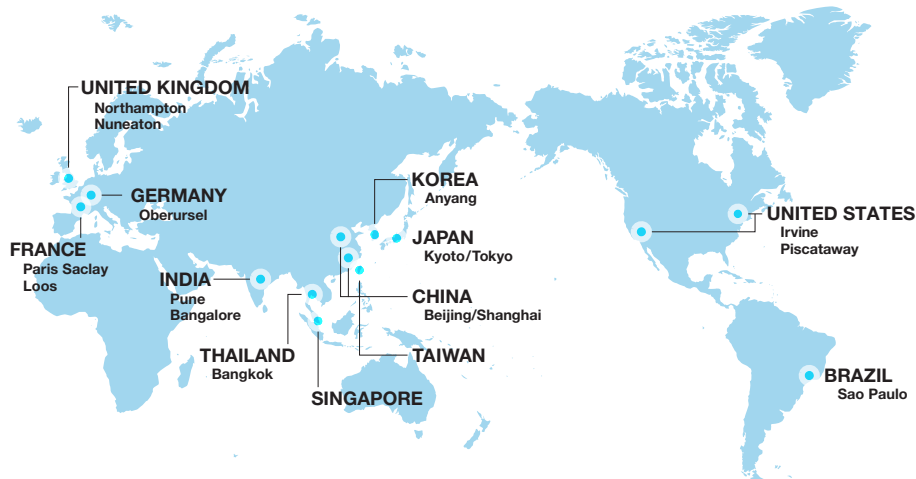 UNITED KINGDOM
Northampton
Nuneaton
GERMANY
Oberursel
FRANCE
Paris Saclay
Loos
INDIA
Pune
Bangalore
THAILAND
Bangkok
SINGAPORE
KOREA
Anyang
JAPAN
Kyoto/Tokyo
CHINA
Beijing/Shanghai
TAIWAN
UNITED STATES
Irvine
Piscataway
BRAZIL
Sao Paulo